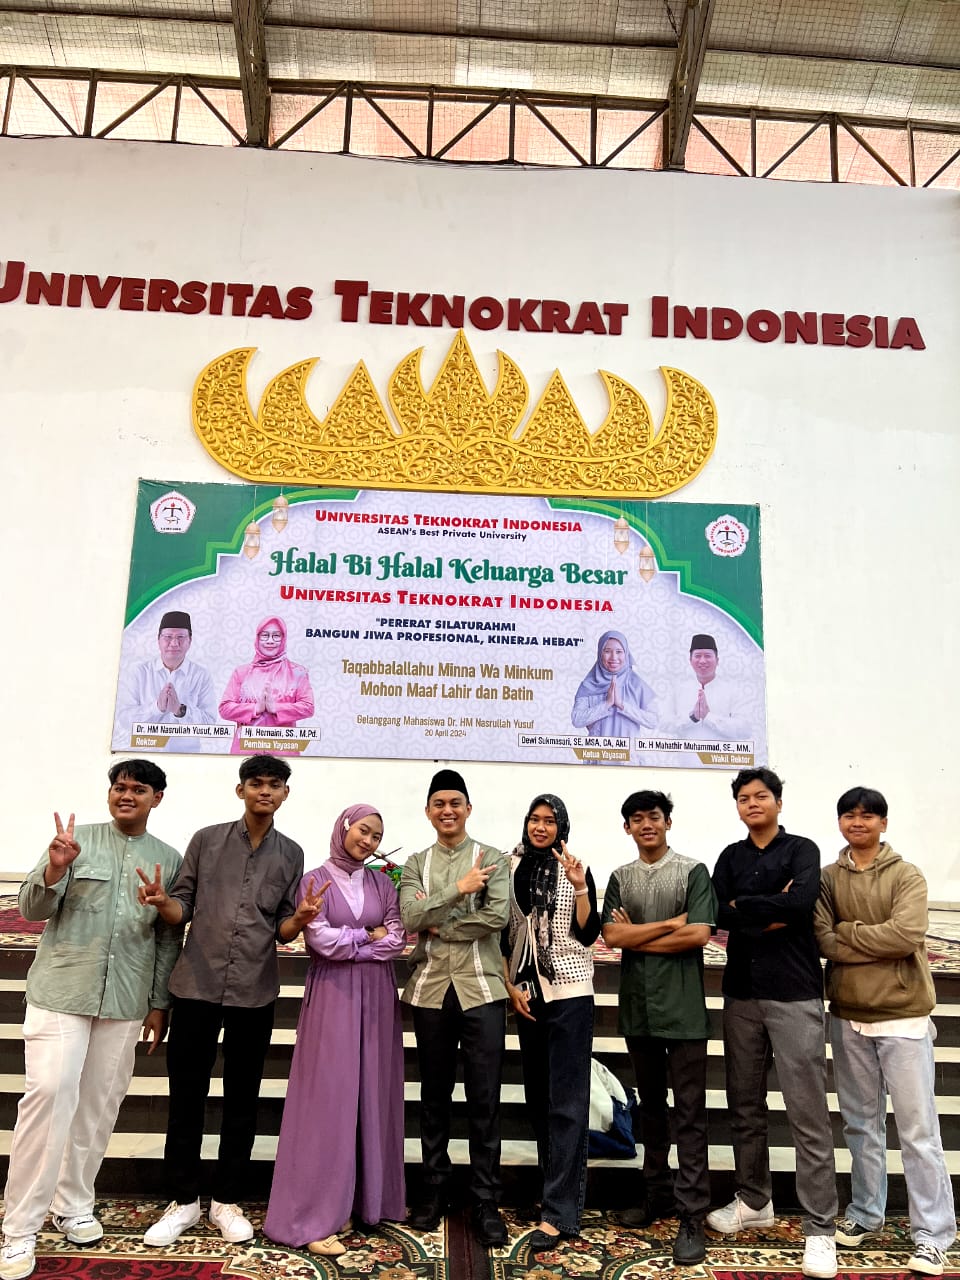 UNIVERSITAS TEKNOKRAT INDONESIA
UNIVERSITAS TEKNOKRAT INDONESIA
ASEAN's Best Private University
Halal Bi Halal Keluarga Besar
UNIVERSITAS TEKNOKRAT INDONESIA
"PERERAT SILATURAHMI
BANGUN JIWA PROFESIONAL, KINERJA HEBAT"
Taqabbalallahu Minna Wa Minkum
Mohon Maaf Lahir dan Batin
Gelanggang Mahasiswa Dr. HM Nasrullah Yusuf
20 April 2024
Dr. HM Nasrullah Yusuf, MBA.
Rektor
Hj. Hernaini, SS., M.Pd.
Pembina Yayasan
Dewi Sukmasari, SE, MSA, CA, Akt.
Ketua Yayasan
Dr. H Mahathir Muhammad, SE., MM.
Wakil Rektor